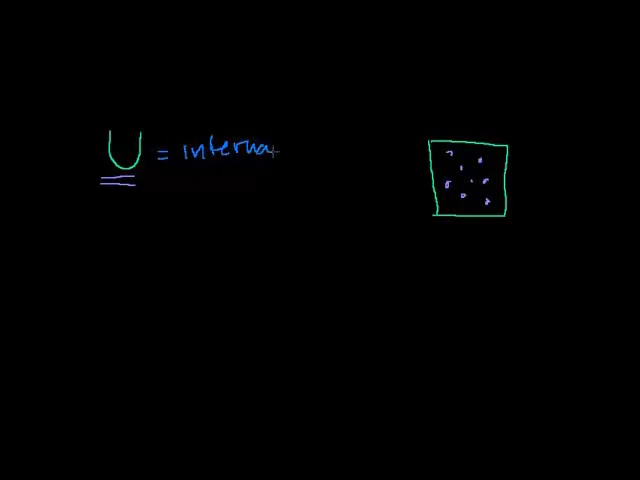 U = interna